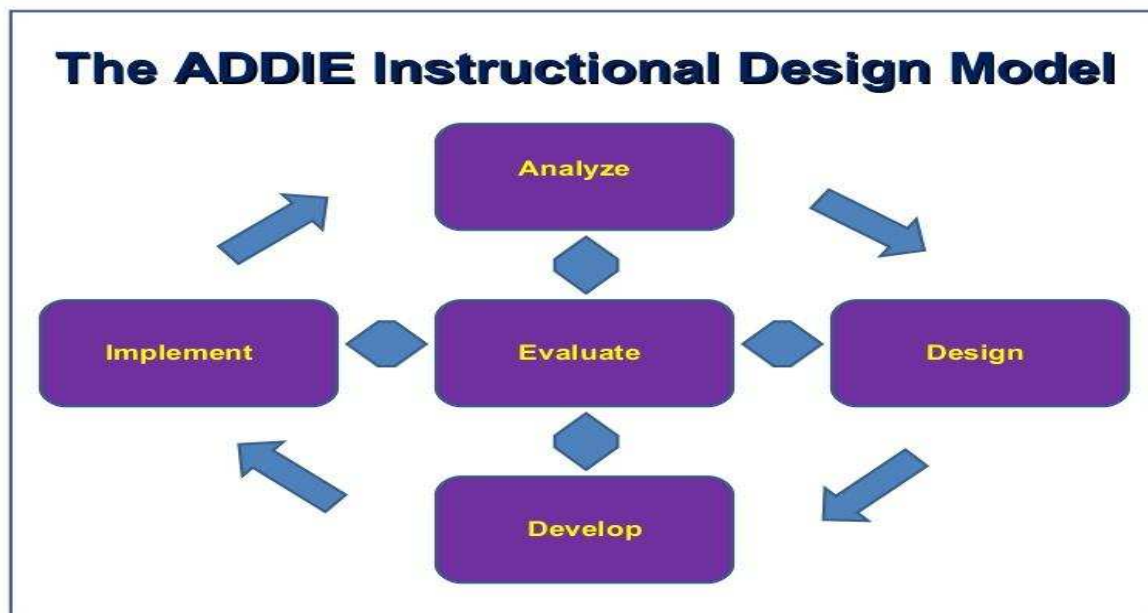 The ADDIE Instructional Design Model
Analyze
Implement
Evaluate
Design
Develop